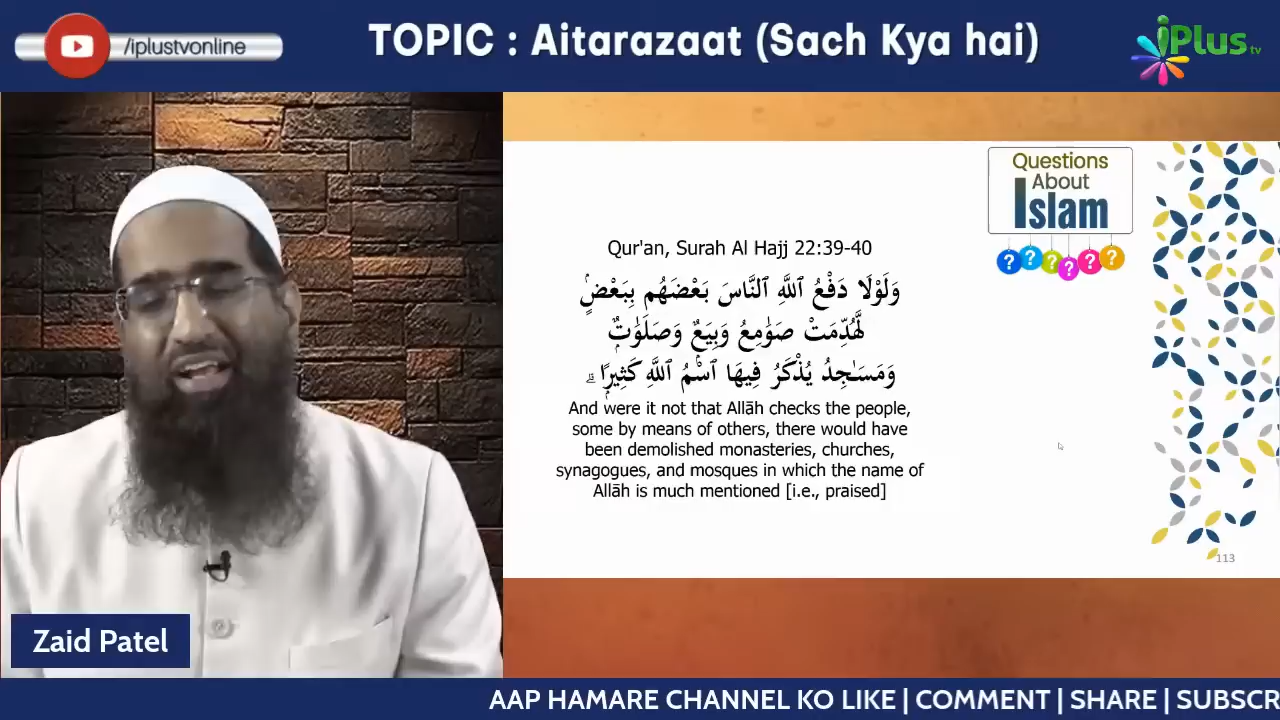 /iplustvonline
TOPIC : Aitarazaat (Sach Kya hai)
iPlus tv
Questions
About
Islam
Qur'an, Surah Al Hajj 22:39-40
وَلَوْلَا دَفْعُ ٱللَّهِ ٱلنَّاسَ بَعْضَهُم بِبَعْضٍۢ
لَّهُدِّمَتْ صَوَٰمِعُ وَبِيَعٌ وَصَلَوَٰتٌۭ
وَمَسَـٰجِدُ يُذْكَرُ فِيهَا ٱسْمُ ٱللَّهِ كَثِيرًۭا ۗ
And were it not that Allāh checks the people,
some by means of others, there would have
been demolished monasteries, churches,
synagogues, and mosques in which the name of
Allāh is much mentioned [i.e., praised]
? ? ? ? ? ?
113
Zaid Patel
AAP HAMARE CHANNEL KO LIKE | COMMENT | SHARE | SUBSCR